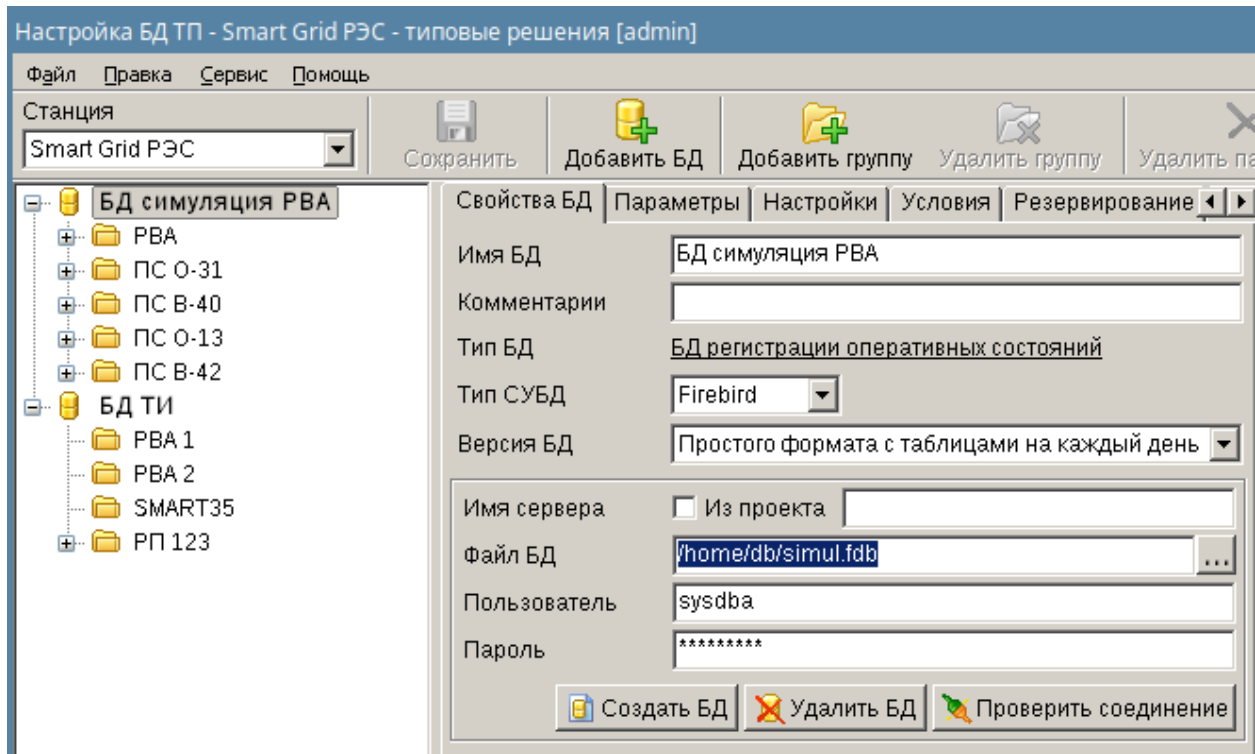 Настройка БД ТП - Smart Grid РЭС - типовые решения [admin]
Файл Правка Сервис Помощь
Станция
Smart Grid РЭС
Сохранить
Добавить БД
Добавить группу
Удалить группу
Удалить
БД симуляция РВА
РВА
ПС О-31
ПС В-40
ПС О-13
ПС В-42
БД ТИ
РВА 1
РВА 2
SMART35
РП 123
Свойства БД Параметры Настройки Условия Резервирование
Имя БД БД симуляция РВА
Комментарии
Тип БД БД регистрации оперативных состояний
Тип СУБД Firebird
Версия БД Простого формата с таблицами на каждый день
Имя сервера Из проекта
Файл БД /home/db/simul.fdb ...
Пользователь sysdba
Пароль *********
Создать БД Удалить БД Проверить соединение